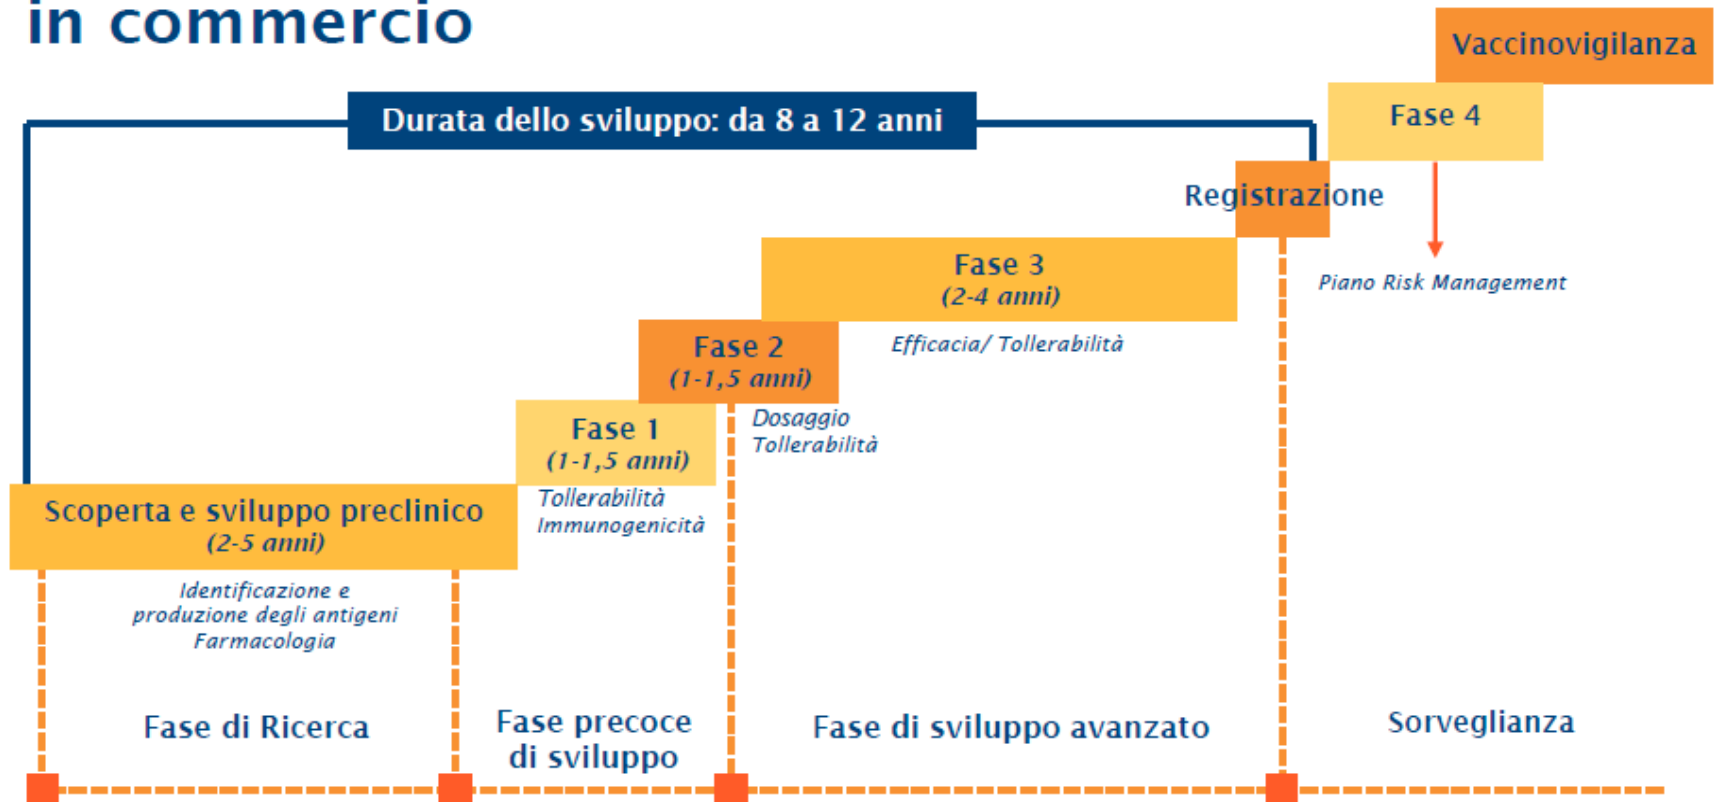 in commercio
Vaccinovigilanza
Fase 4
Durata dello sviluppo: da 8 a 12 anni
Registrazione
Piano Risk Management
Fase 3
(2-4 anni)
Efficacia/ Tollerabilità
Fase 2
(1-1,5 anni)
Dosaggio
Tollerabilità
Fase 1
(1-1,5 anni)
Tollerabilità
Immunogenicità
Scoperta e sviluppo preclinico
(2-5 anni)
Identificazione e
produzione degli antigeni
Farmacologia
Fase di Ricerca
Fase precoce
di sviluppo
Fase di sviluppo avanzato
Sorveglianza